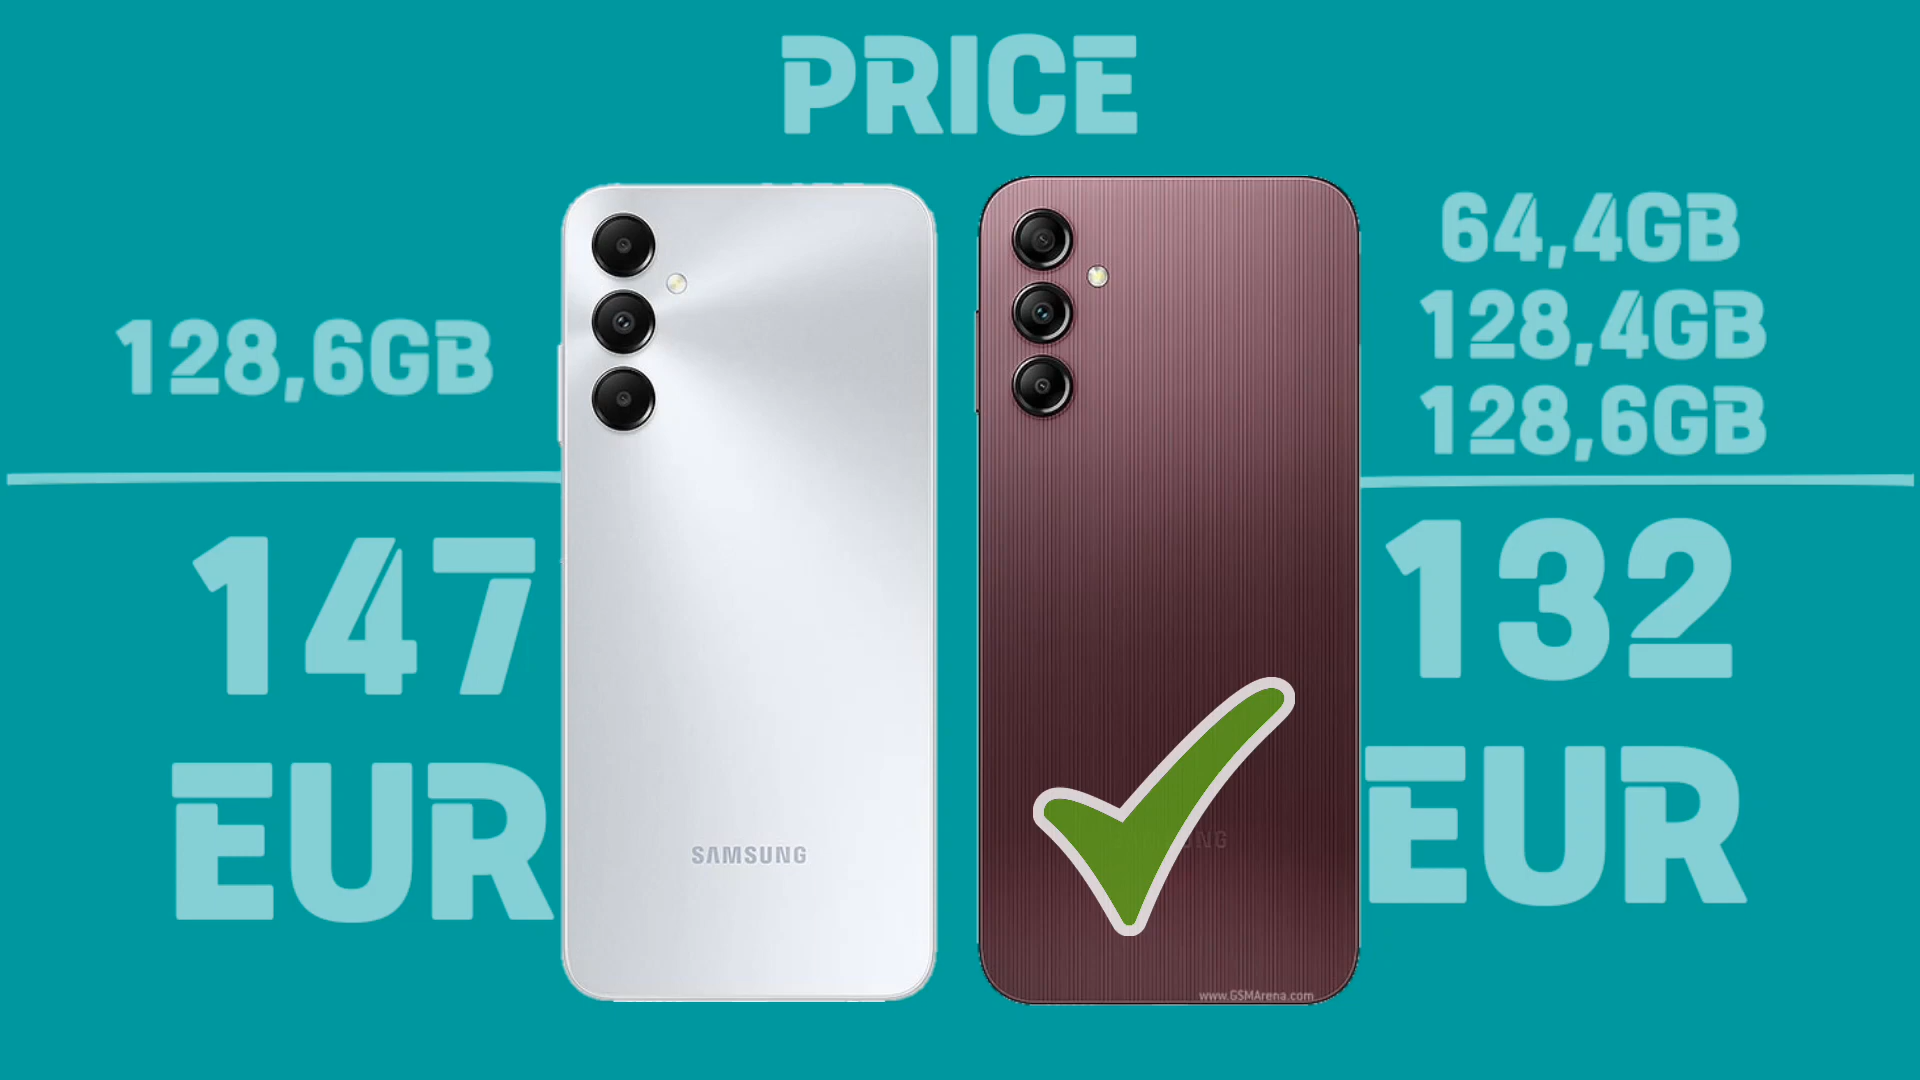 PRICE
128,6GB
147
EUR
SAMSUNG
64,4GB
128,4GB
128,6GB
132
EUR
www.GSMArena.com